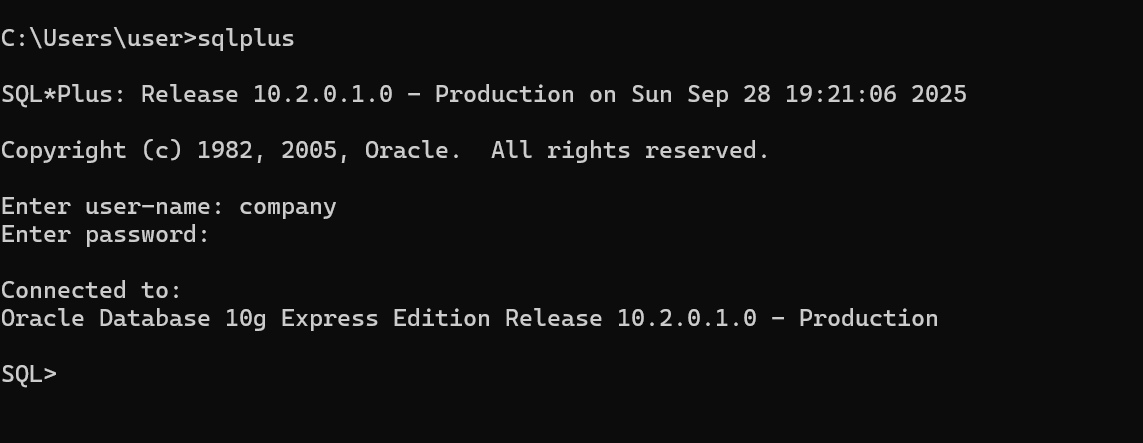 C:\Users\user>sqlplus
SQL*Plus: Release 10.2.0.1.0 - Production on Sun Sep 28 19:21:06 2025
Copyright (c) 1982, 2005, Oracle.  All rights reserved.
Enter user-name: company
Enter password:
Connected to:
Oracle Database 10g Express Edition Release 10.2.0.1.0 - Production
SQL>